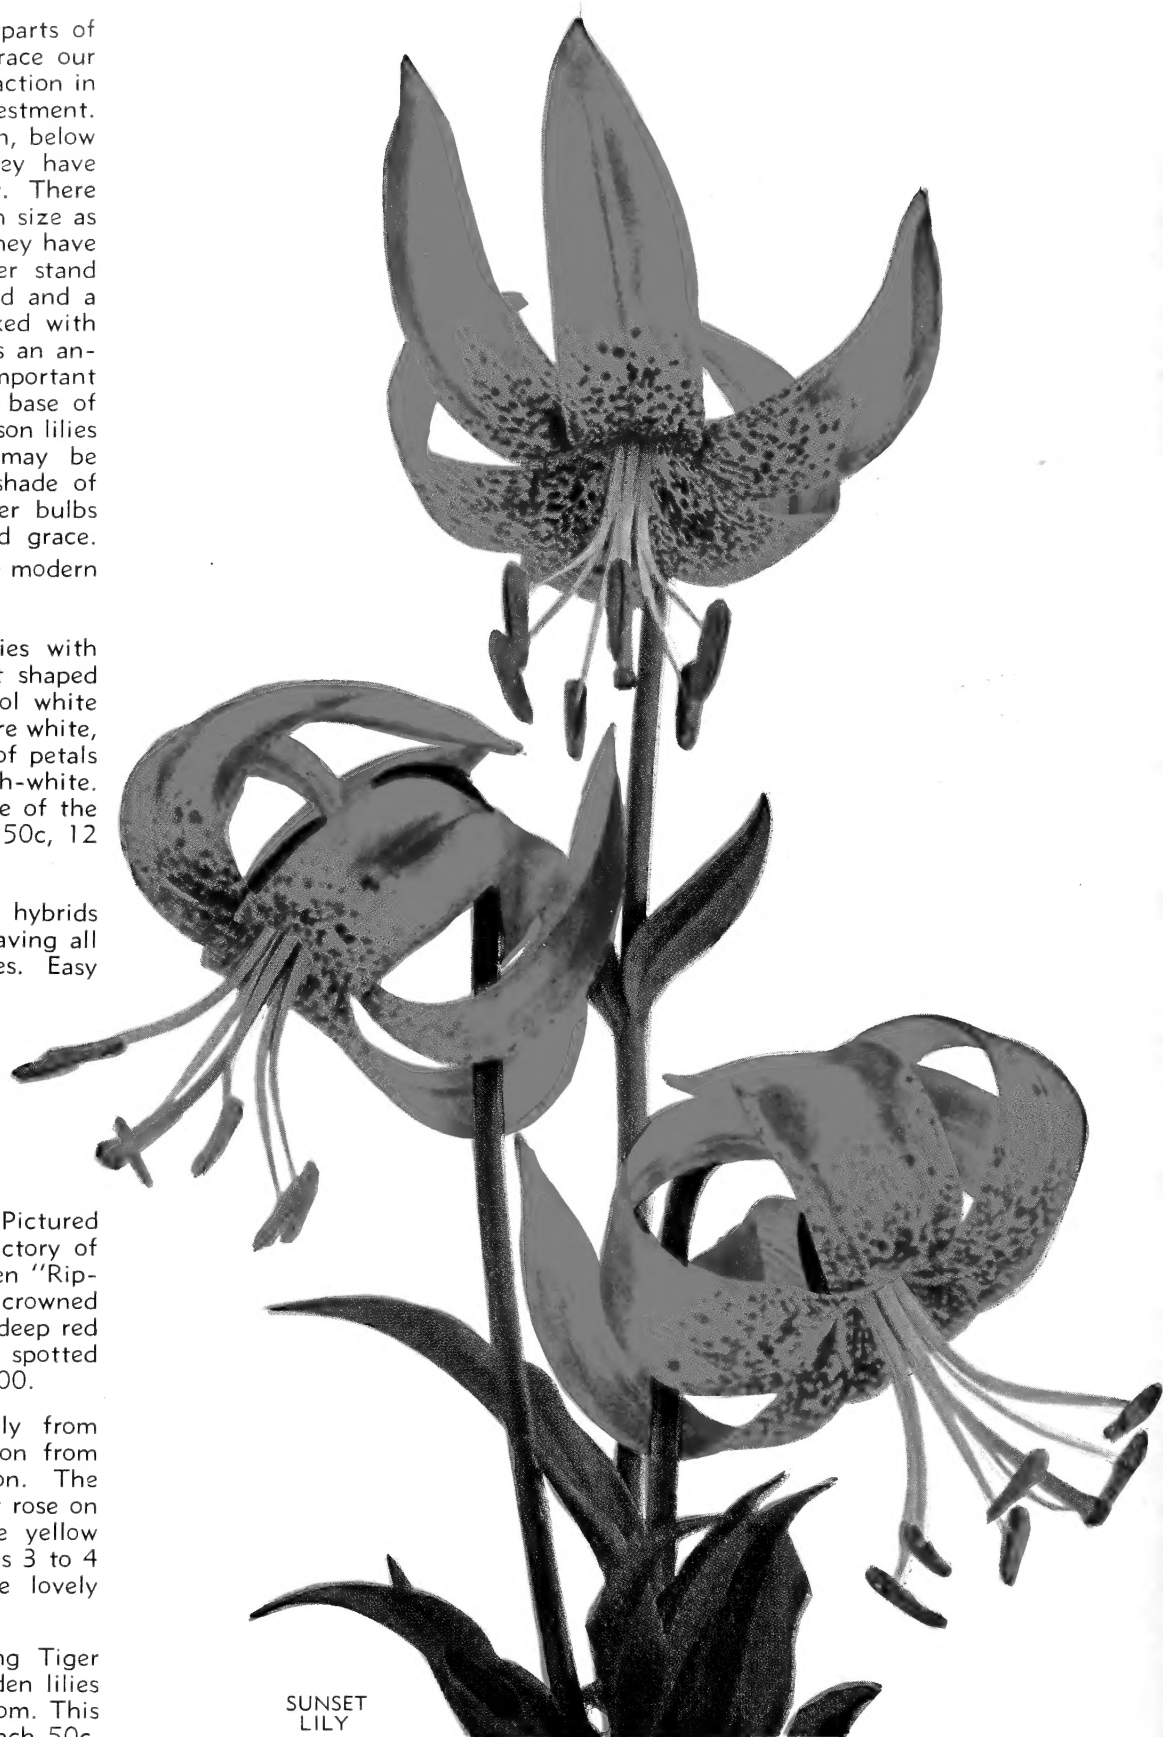 parts of
race our
action in
estment.
n, below
ey have
. There
n size as
hey have
er stand
d and a
ked with
s an an-
mportant
base of
son lilies
may be
shade of
er bulbs
d grace.
modern
ies with
t shaped
ol white
re white,
of petals
h-white.
e of the
50c, 12
hybrids
aving all
es. Easy
Pictured
ctory of
en "Rip-
crowned
deep red
spotted
00.
ly from
on from
on. The
r rose on
e yellow
s 3 to 4
e lovely
ng Tiger
den lilies
om. This
ach 50c
SUNSET
LILY